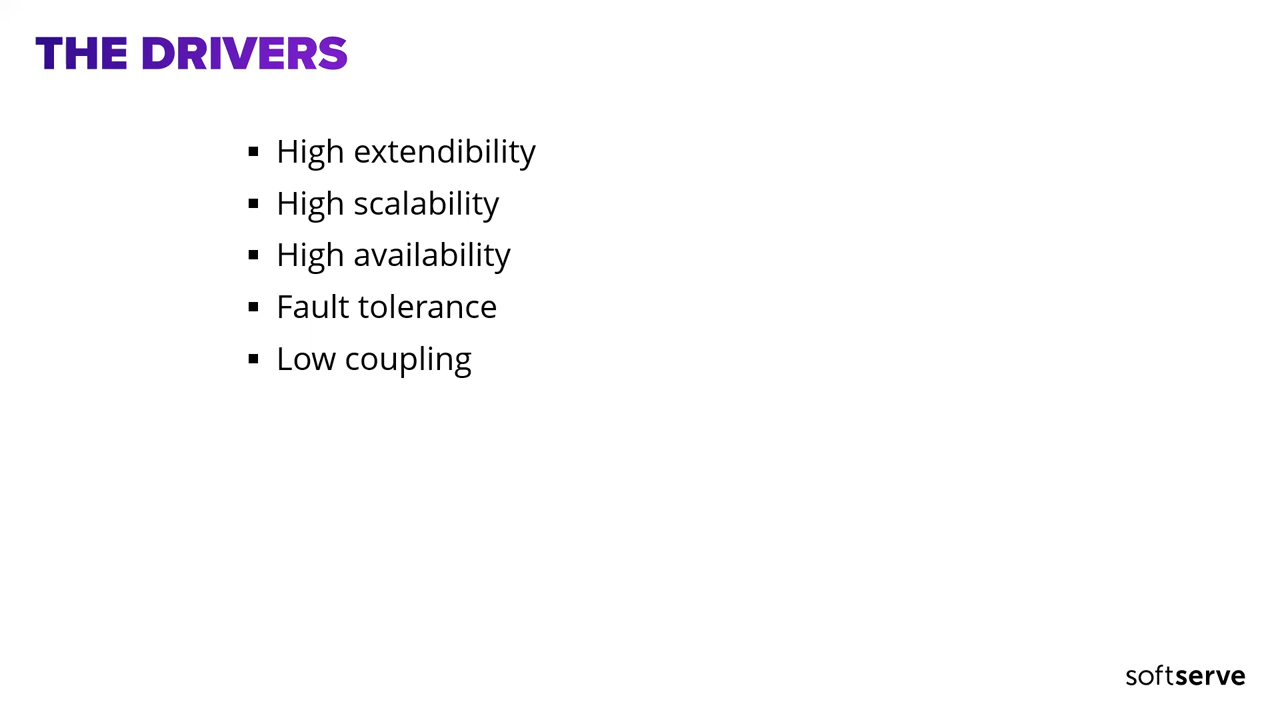 THE DRIVERS
▪ High extendibility
▪ High scalability
▪ High availability
▪ Fault tolerance
▪ Low coupling
softserve